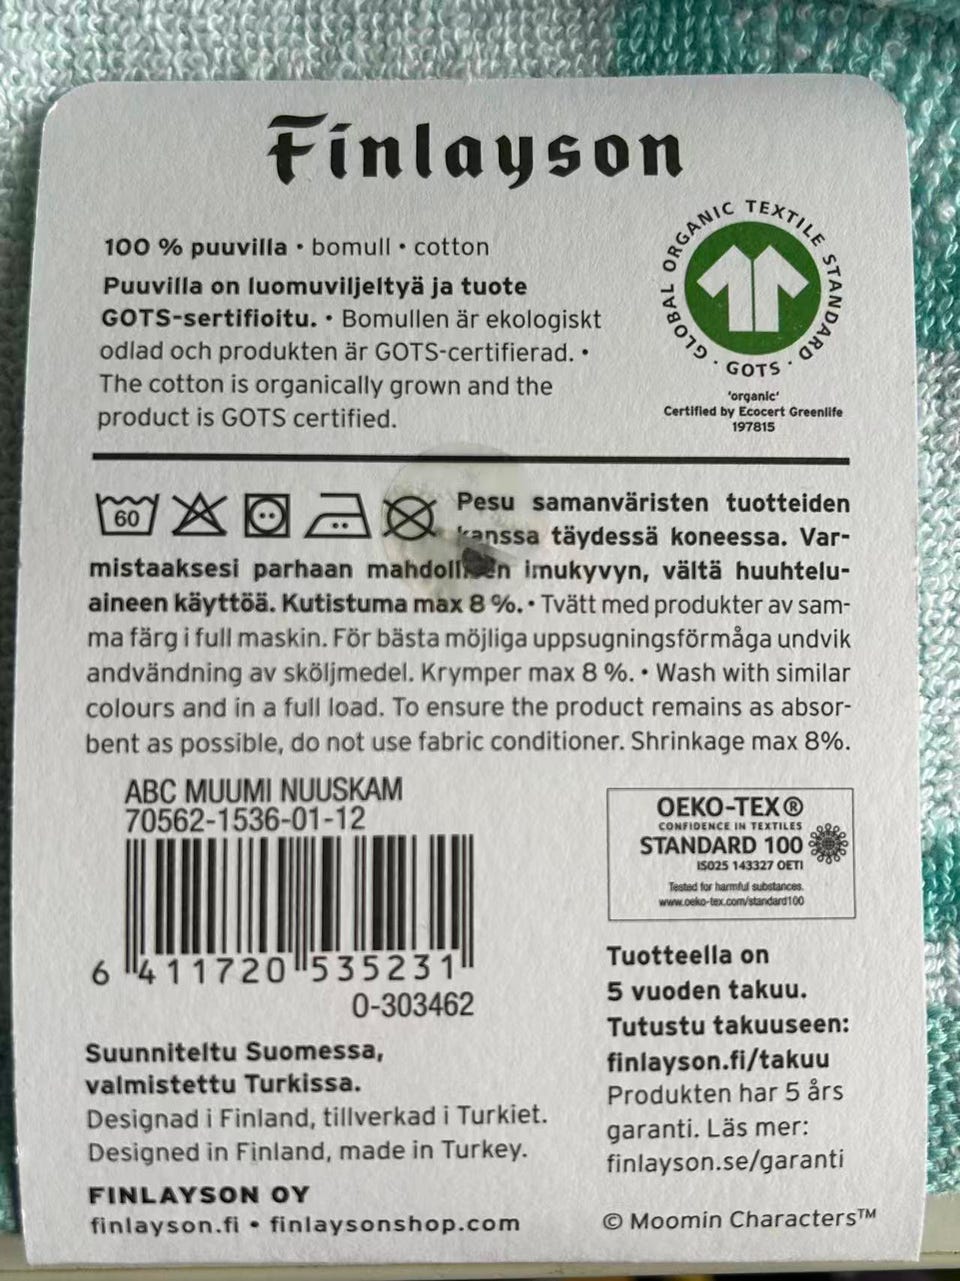 Finlayson
100 % puuvilla • bomull • cotton
Puuvilla on luomuviljeltyä ja tuote
GOTS-sertifioitu. • Bomullen är ekologiskt
odlad och produkten är GOTS-certifierad. •
The cotton is organically grown and the
product is GOTS certified.
GLOBAL ORGANIC TEXTILE STANDARD · GOTS ·
'organic'
Certified by Ecocert Greenlife
197815
60
Pesu samanväristen tuotteiden
kanssa täydessä koneessa. Var-
mistaaksesi parhaan mahdollisen imukyvyn, vältä huuhtelu-
aineen käyttöä. Kutistuma max 8 %. • Tvätt med produkter av sam-
ma färg i full maskin. För bästa möjliga uppsugningsförmåga undvik
andvändning av sköljmedel. Krymper max 8 %. • Wash with similar
colours and in a full load. To ensure the product remains as absor-
bent as possible, do not use fabric conditioner. Shrinkage max 8%.
ABC MUUMI NUUSKAM
70562-1536-01-12
6 411720 535231
0-303462
OEKO-TEX®
CONFIDENCE IN TEXTILES
STANDARD 100
IS025 143327 OETI
Tested for harmful substances.
www.oeko-tex.com/standard100
Tuotteella on
5 vuoden takuu.
Tutustu takuuseen:
finlayson.fi/takuu
Produkten har 5 års
garanti. Läs mer:
finlayson.se/garanti
Suunniteltu Suomessa,
valmistettu Turkissa.
Designad i Finland, tillverkad i Turkiet.
Designed in Finland, made in Turkey.
FINLAYSON OY
finlayson.fi • finlaysonshop.com
© Moomin Characters™